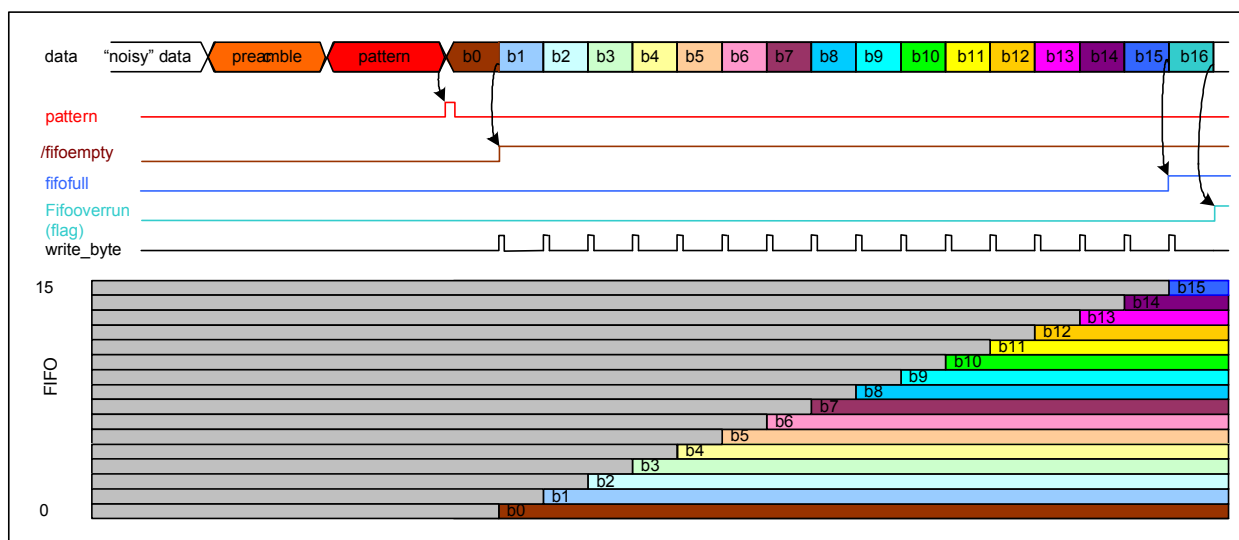 data “noisy” data preamble pattern b0 b1 b2 b3 b4 b5 b6 b7 b8 b9 b10 b11 b12 b13 b14 b15 b16
pattern
/fifoempty
fifofull
Fifooverrun
(flag)
write_byte
15
b15
b14
b13
b12
b11
b10
FIFO
b9
b8
b7
b6
b5
b4
b3
b2
b1
0
b0